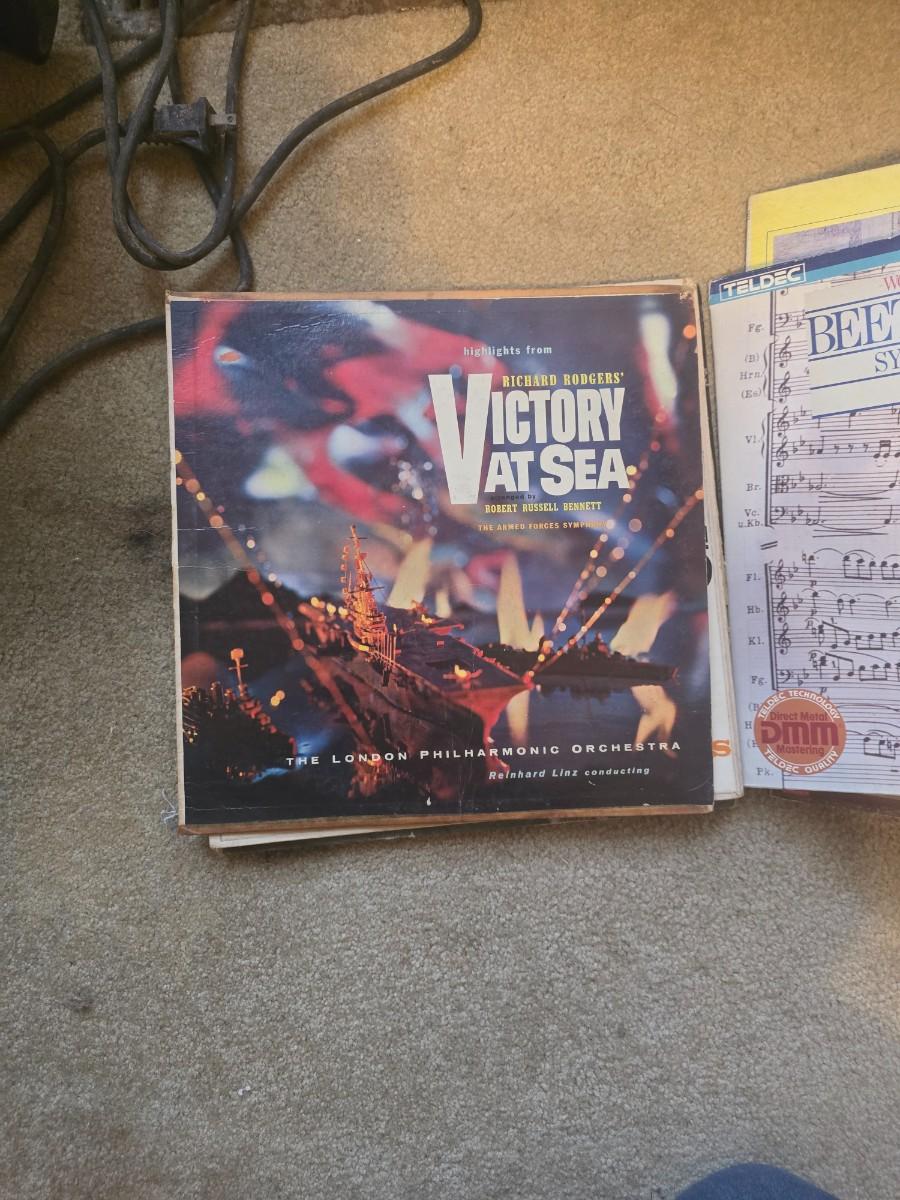 highlights from
RICHARD RODGERS'
VICTORY
AT SEA
arranged by
ROBERT RUSSELL BENNETT
THE ARMED FORCES SYMPHONY
THE LONDON PHILHARMONIC ORCHESTRA
Reinhard Linz conducting
S
TELDEC
BEET
SY
Fg.
(B)
Hrn.
(Es)
Vl.
Br.
Vc.
u.Kb.
Fl.
Hb.
Kl.
Fg.
(B
H
Pk.
TELDEC TECHNOLOGY
Direct Metal
DMM
Mastering
TELDEC QUALITY